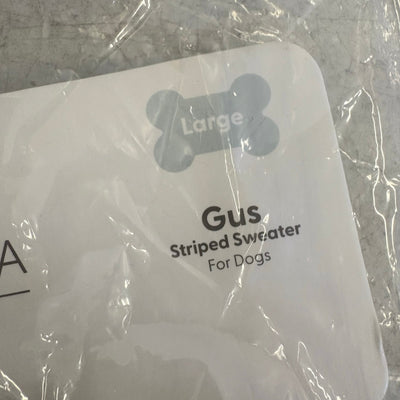 Large
Gus
Striped Sweater
For Dogs
A